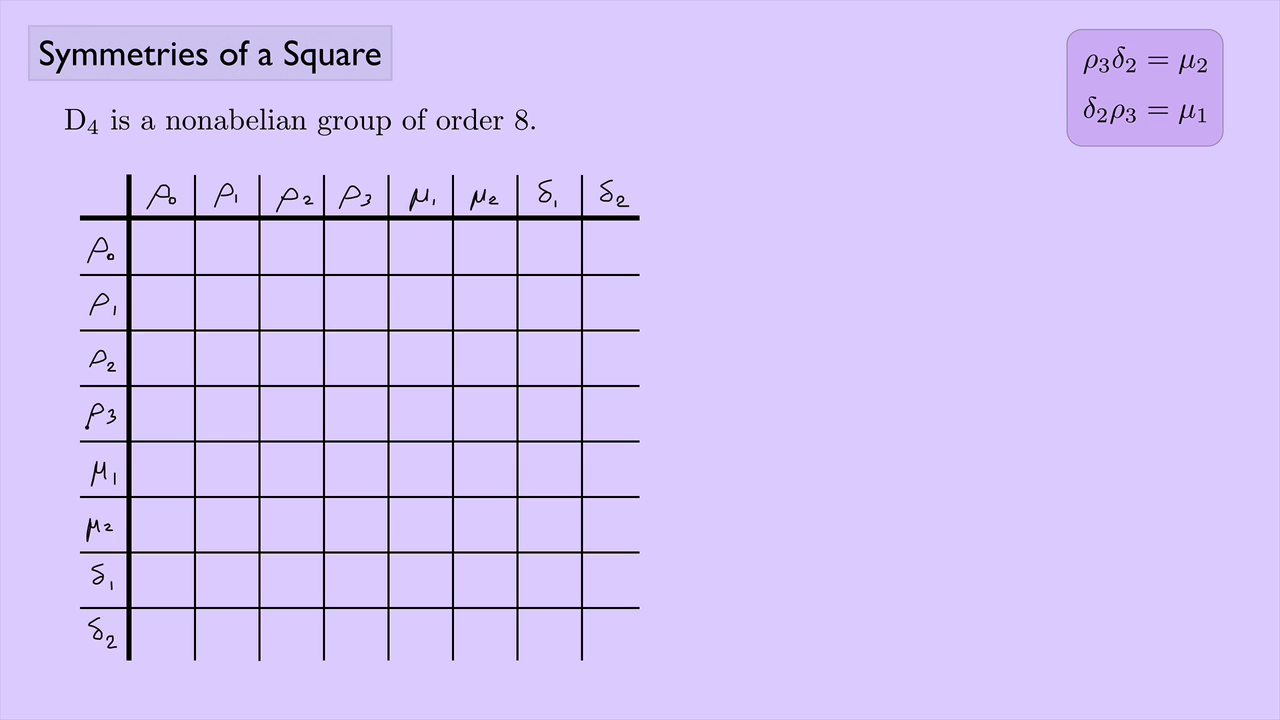 Symmetries of a Square
ρ₃δ₂ = μ₂
δ₂ρ₃ = μ₁
D₄ is a nonabelian group of order 8.
ρ₀ ρ₁ ρ₂ ρ₃ μ₁ μ₂ δ₁ δ₂
ρ₀
ρ₁
ρ₂
ρ₃
μ₁
μ₂
δ₁
δ₂